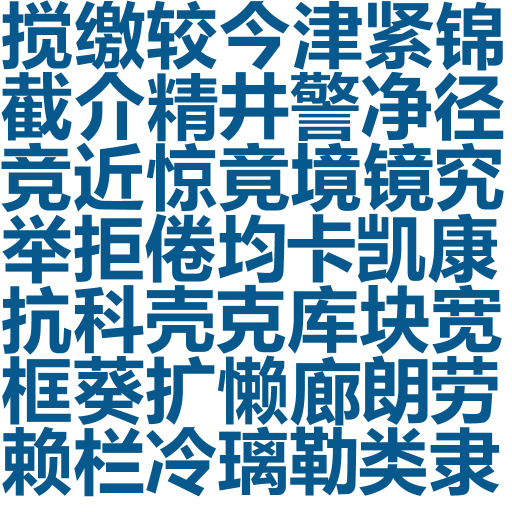 搅缴较今津紧锦
截介精井警净径
竞近惊竟境镜究
举拒倦均卡凯康
抗科壳克库块宽
框葵扩懒廊朗劳
赖栏冷璃勒类隶